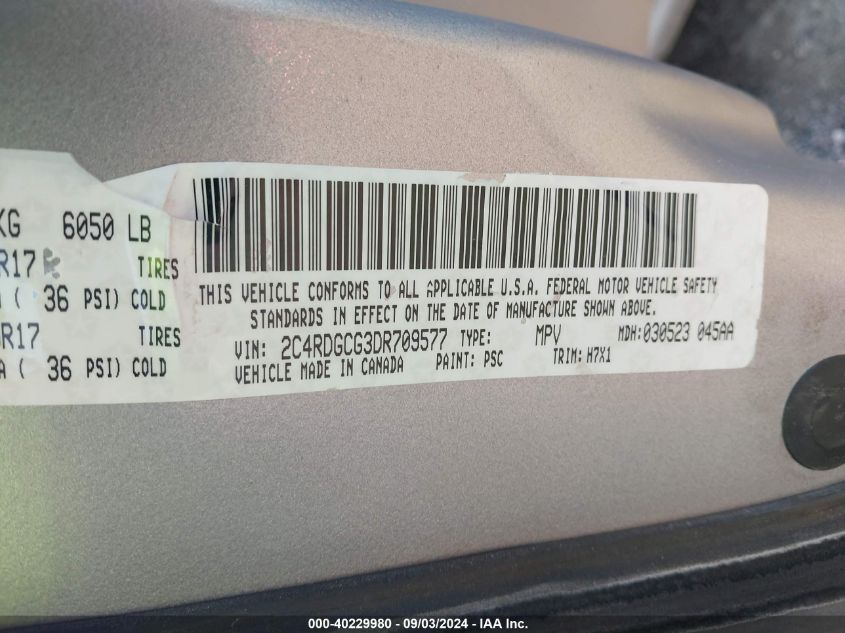 KG 6050 LB
R17 TIRES
( 36 PSI) COLD
R17 TIRES
A ( 36 PSI) COLD
THIS VEHICLE CONFORMS TO ALL APPLICABLE U.S.A. FEDERAL MOTOR VEHICLE SAFETY
STANDARDS IN EFFECT ON THE DATE OF MANUFACTURE SHOWN ABOVE.
VIN: 2C4RDGCG3DR709577 TYPE: MPV MDH:030523 045AA
VEHICLE MADE IN CANADA PAINT: PSC TRIM: H7X1
000-40229980 - 09/03/2024 - IAA Inc.